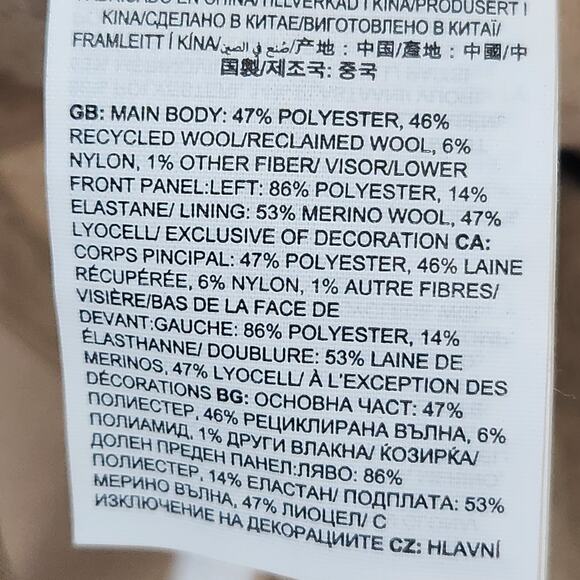 CHINA/TILLVERKAD I KINA/PRODUSERT I
KINA/СДЕЛАНО В КИТАЕ/ВИГОТОВЛЕНО В КИТАЇ/
FRAMLEITT Í KÍNA/صنع في الصين/产地：中国/產地：中國/中
国製/제조국: 중국
GB: MAIN BODY: 47% POLYESTER, 46%
RECYCLED WOOL/RECLAIMED WOOL, 6%
NYLON, 1% OTHER FIBER/ VISOR/LOWER
FRONT PANEL:LEFT: 86% POLYESTER, 14%
ELASTANE/ LINING: 53% MERINO WOOL, 47%
LYOCELL/ EXCLUSIVE OF DECORATION CA:
CORPS PINCIPAL: 47% POLYESTER, 46% LAINE
RÉCUPÉRÉE, 6% NYLON, 1% AUTRE FIBRES/
VISIÈRE/BAS DE LA FACE DE
DEVANT:GAUCHE: 86% POLYESTER, 14%
ÉLASTHANNE/ DOUBLURE: 53% LAINE DE
MERINOS, 47% LYOCELL/ À L'EXCEPTION DES
DÉCORATIONS BG: ОСНОВНА ЧАСТ: 47%
ПОЛИЕСТЕР, 46% РЕЦИКЛИРАНА ВЪЛНА, 6%
ПОЛИАМИД, 1% ДРУГИ ВЛАКНА/ КОЗИРКА/
ДОЛЕН ПРЕДЕН ПАНЕЛ:ЛЯВО: 86%
ПОЛИЕСТЕР, 14% ЕЛАСТАН/ ПОДПЛАТА: 53%
МЕРИНО ВЪЛНА, 47% ЛИОЦЕЛ/ С
ИЗКЛЮЧЕНИЕ НА ДЕКОРАЦИИТЕ CZ: HLAVNÍ